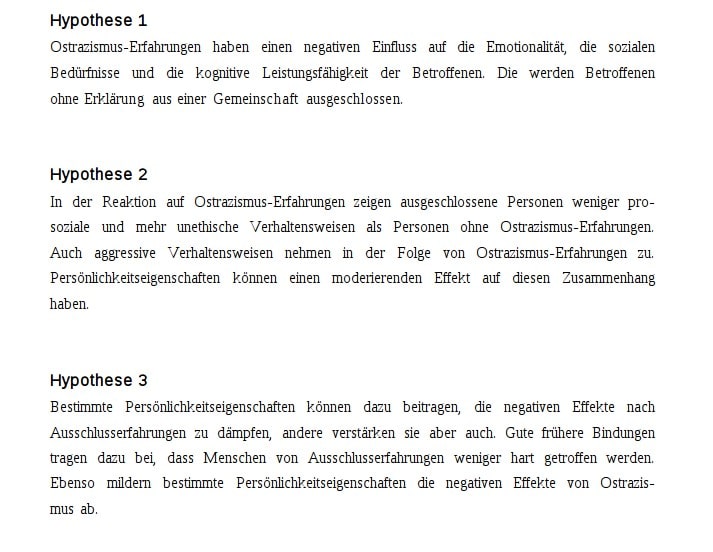 Hypothese 1
Ostrazismus-Erfahrungen haben einen negativen Einfluss auf die Emotionalität, die sozialen
Bedürfnisse und die kognitive Leistungsfähigkeit der Betroffenen. Die werden Betroffenen
ohne Erklärung aus einer Gemeinschaft ausgeschlossen.
Hypothese 2
In der Reaktion auf Ostrazismus-Erfahrungen zeigen ausgeschlossene Personen weniger pro-
soziale und mehr unethische Verhaltensweisen als Personen ohne Ostrazismus-Erfahrungen.
Auch aggressive Verhaltensweisen nehmen in der Folge von Ostrazismus-Erfahrungen zu.
Persönlichkeitseigenschaften können einen moderierenden Effekt auf diesen Zusammenhang
haben.
Hypothese 3
Bestimmte Persönlichkeitseigenschaften können dazu beitragen, die negativen Effekte nach
Ausschlusserfahrungen zu dämpfen, andere verstärken sie aber auch. Gute frühere Bindungen
tragen dazu bei, dass Menschen von Ausschlusserfahrungen weniger hart getroffen werden.
Ebenso mildern bestimmte Persönlichkeitseigenschaften die negativen Effekte von Ostrazis-
mus ab.